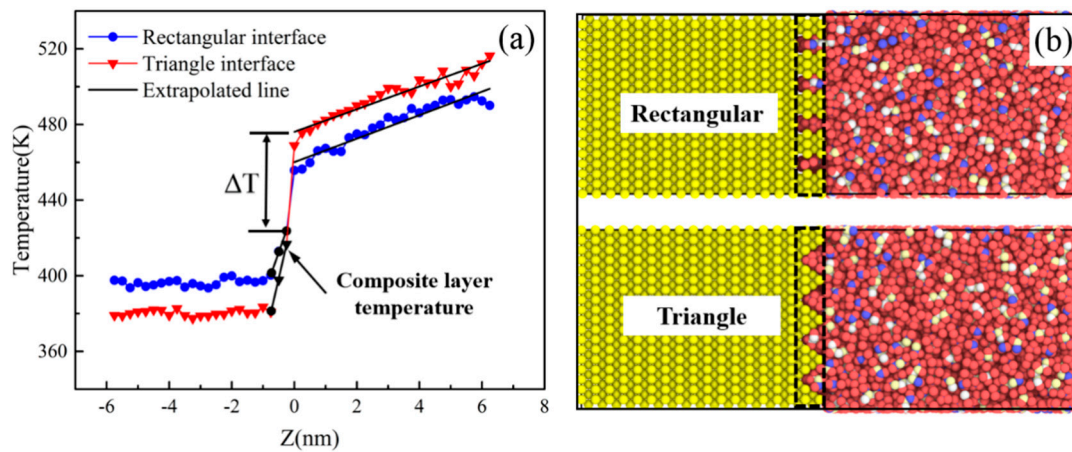 (a)
Rectangular interface
Triangle interface
Extrapolated line
520
480
440
400
360
Temperature(K)
ΔT
Composite layer
temperature
-6
-4
-2
0
2
4
6
8
Z(nm)
(b)
Rectangular
Triangle